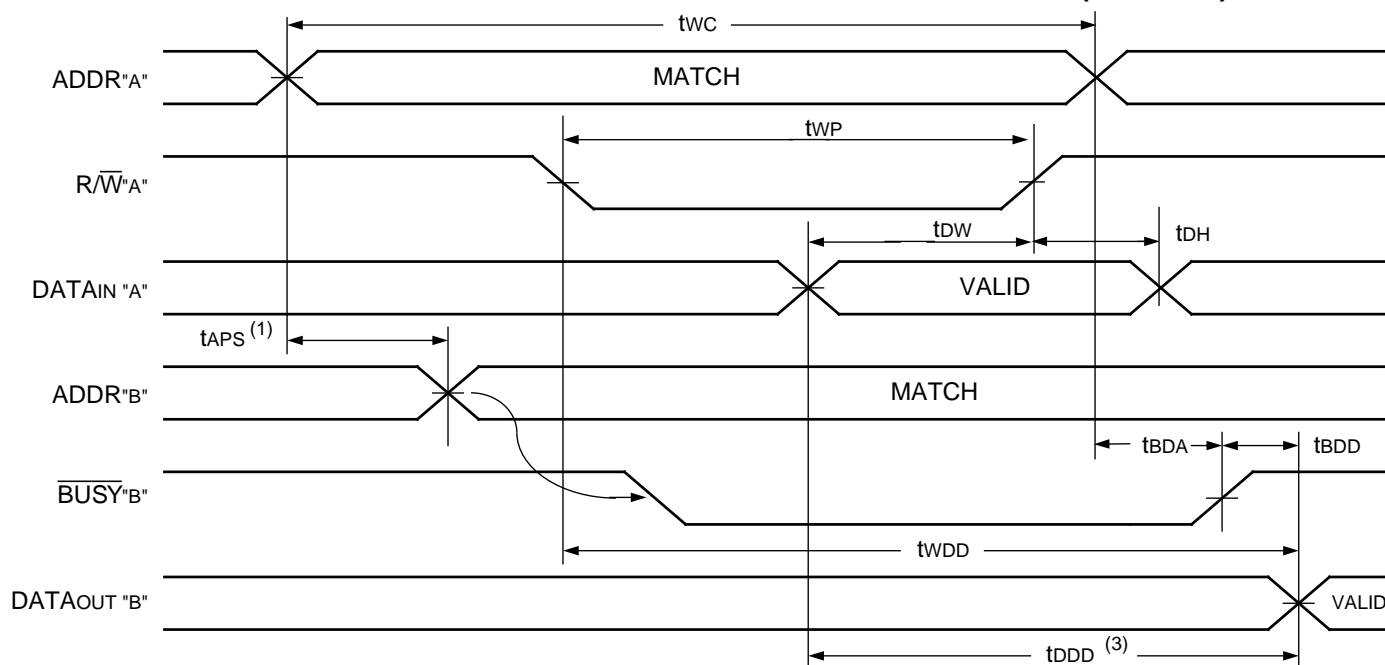 tWC
ADDR"A" MATCH
tWP
R/W̅"A"
tDW tDH
DATAIN "A" VALID
tAPS (1)
ADDR"B" MATCH
tBDA tBDD
B̅U̅S̅Y̅"B"
tWDD
DATAOUT "B" VALID
tDDD (3)